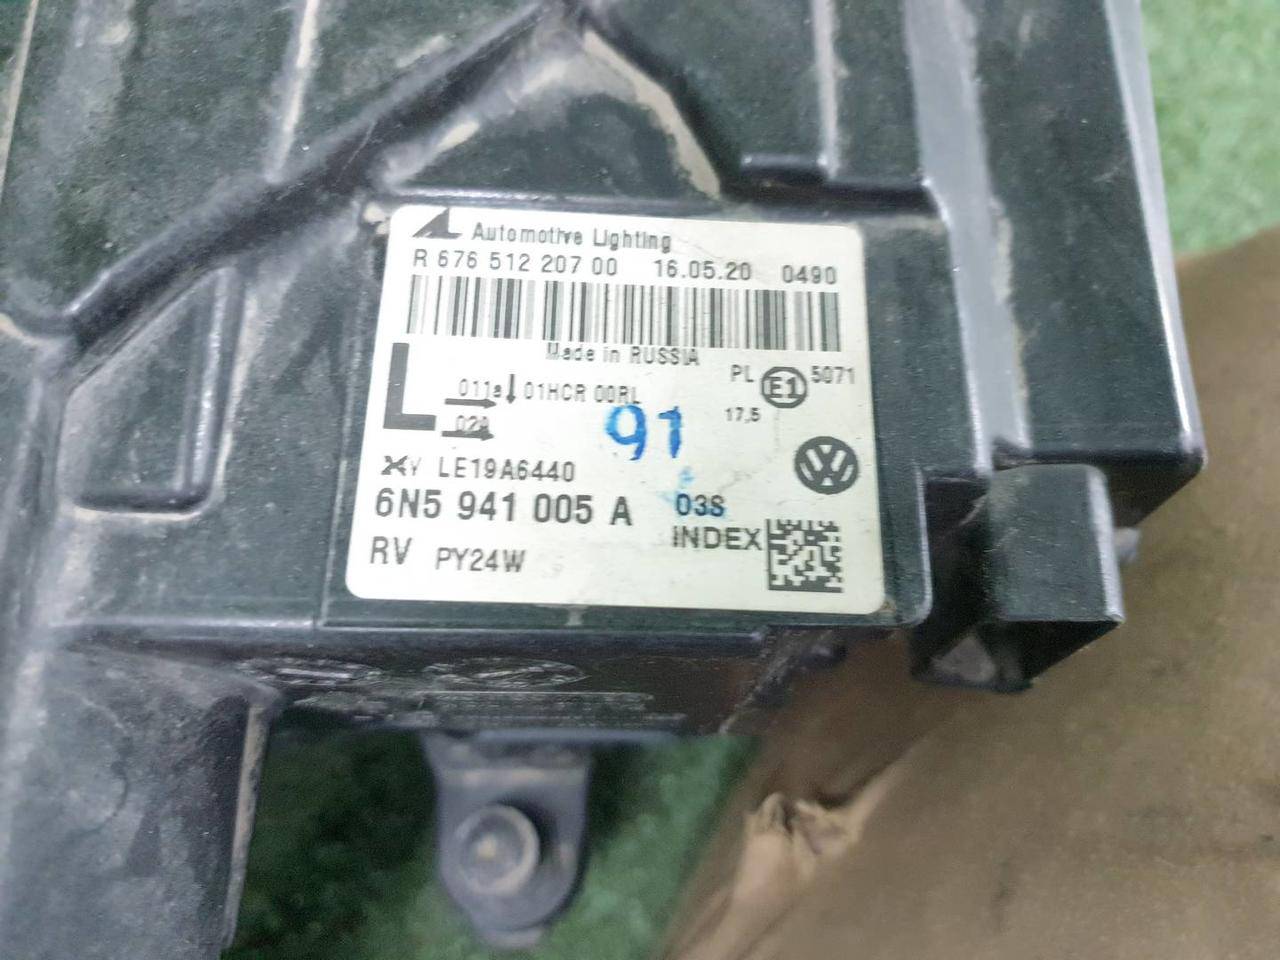 AL Automotive Lighting
R 676 512 207 00 16.05.20 0490
Made in RUSSIA
L 011a 01HCR 00RL PL E1 5071
02A 91 17,5
LE19A6440
6N5 941 005 A 03S
RV PY24W INDEX